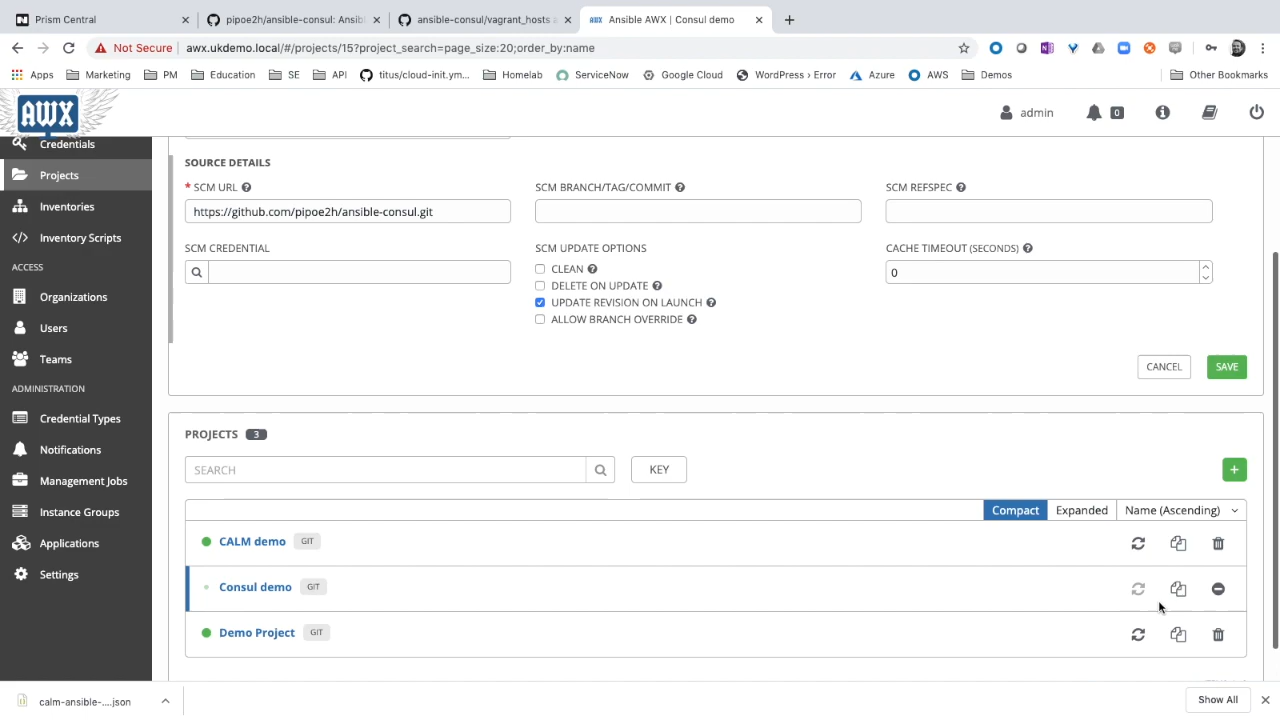 Prism Central
pipoe2h/ansible-consul: Ansibl
ansible-consul/vagrant_hosts a
AWX Ansible AWX | Consul demo
Not Secure awx.ukdemo.local/#/projects/15?project_search=page_size:20;order_by:name
Apps Marketing PM Education SE API titus/cloud-init.ym... Homelab ServiceNow Google Cloud WordPress › Error Azure AWS Demos Other Bookmarks
AWX
admin 0
Credentials
Projects
Inventories
Inventory Scripts
ACCESS
Organizations
Users
Teams
ADMINISTRATION
Credential Types
Notifications
Management Jobs
Instance Groups
Applications
Settings
SOURCE DETAILS
* SCM URL
SCM BRANCH/TAG/COMMIT
SCM REFSPEC
https://github.com/pipoe2h/ansible-consul.git
SCM CREDENTIAL
SCM UPDATE OPTIONS
CACHE TIMEOUT (SECONDS)
CLEAN
0
DELETE ON UPDATE
UPDATE REVISION ON LAUNCH
ALLOW BRANCH OVERRIDE
CANCEL SAVE
PROJECTS 3
SEARCH KEY
Compact Expanded Name (Ascending)
CALM demo GIT
Consul demo GIT
Demo Project GIT
calm-ansible-....json
Show All